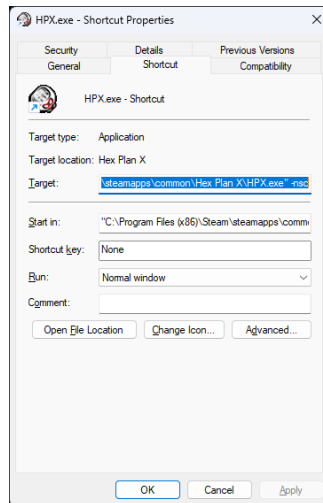 HPX.exe - Shortcut Properties
Security Details Previous Versions
General Shortcut Compatibility
HPX.exe - Shortcut
Target type: Application
Target location: Hex Plan X
Target: \steamapps\common\Hex Plan X\HPX.exe" -nsc
Start in: "C:\Program Files (x86)\Steam\steamapps\comm
Shortcut key: None
Run: Normal window
Comment:
Open File Location Change Icon... Advanced...
OK Cancel Apply